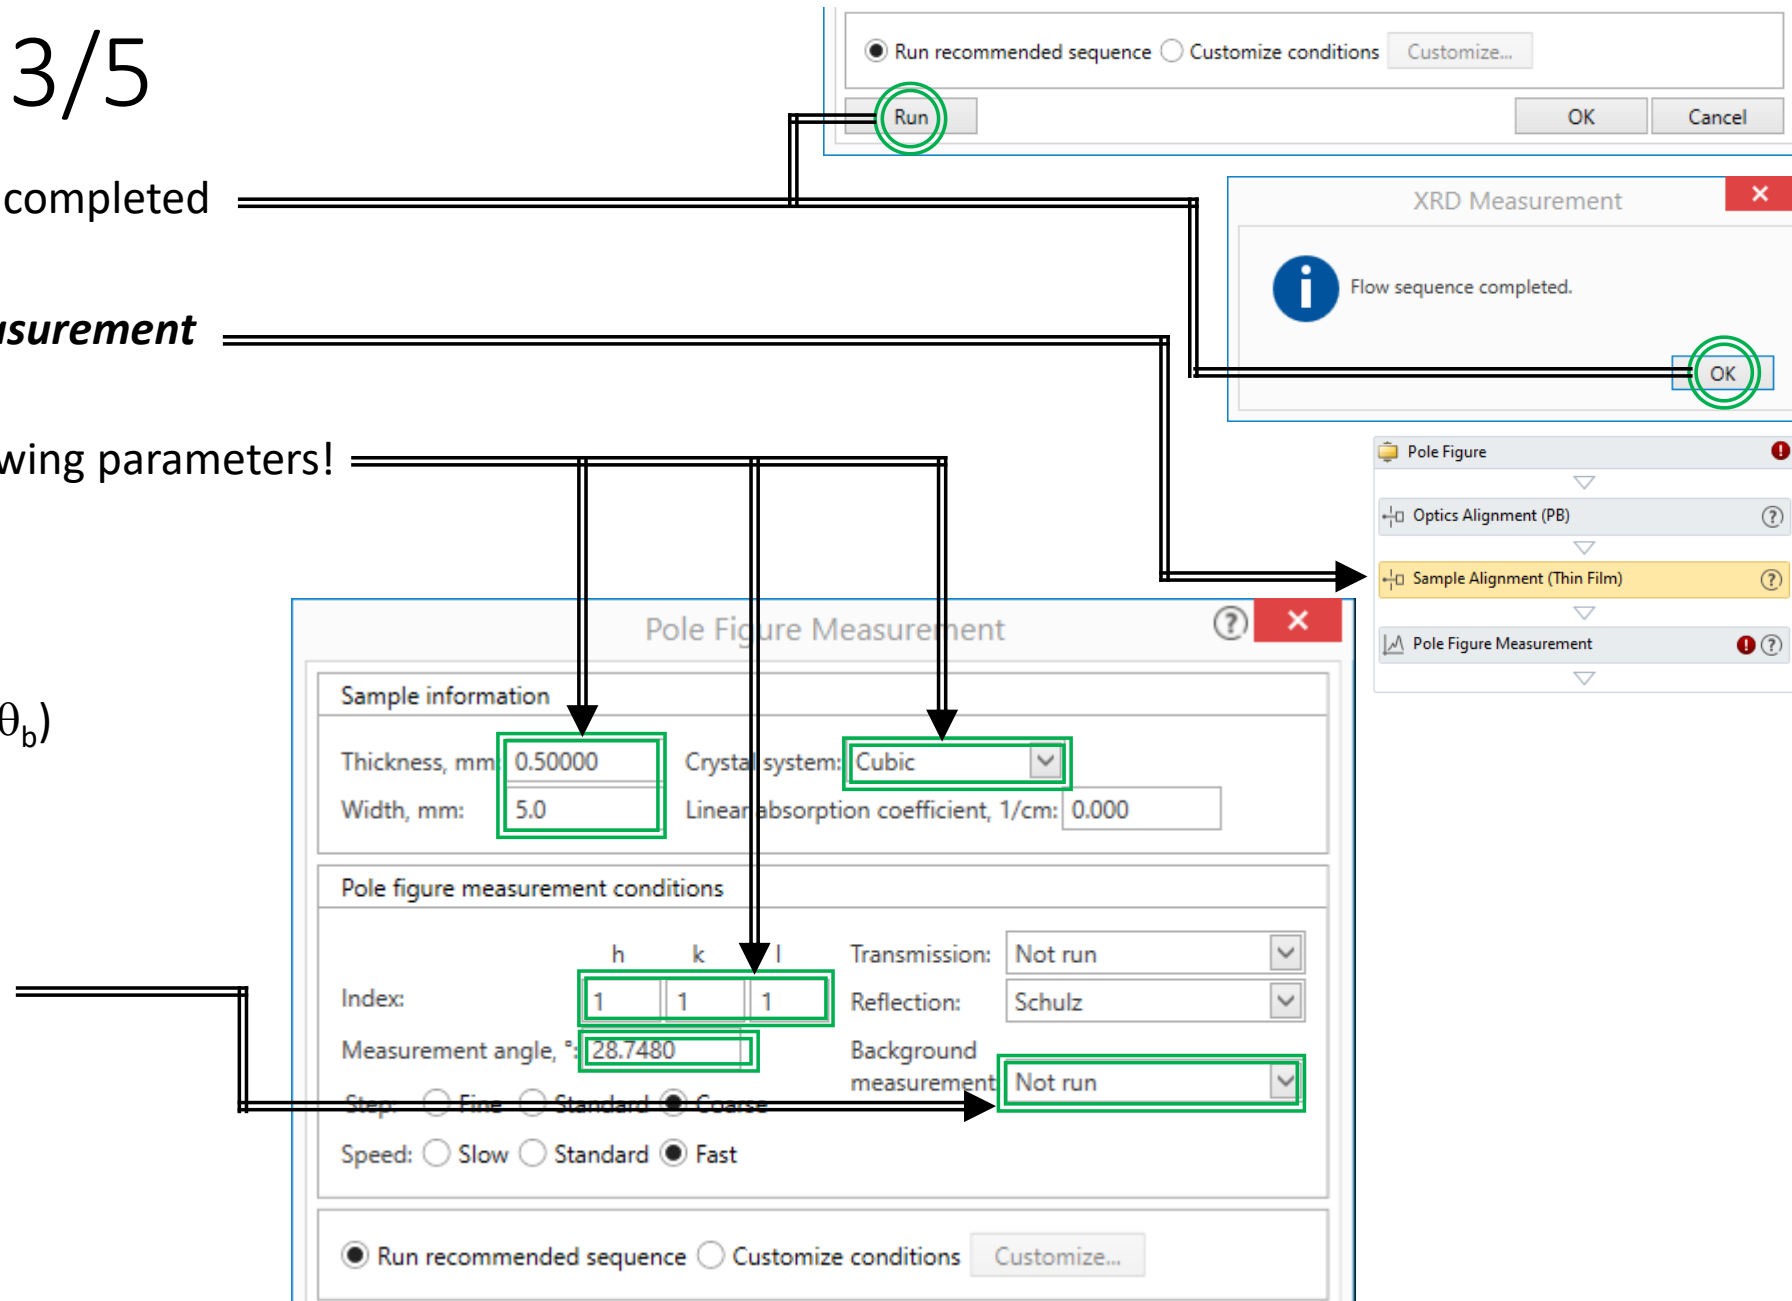 3/5
Run recommended sequence Customize conditions Customize...
Run OK Cancel
completed
XRD Measurement
Flow sequence completed.
OK
surement
wing parameters!
Pole Figure
Optics Alignment (PB)
Sample Alignment (Thin Film)
Pole Figure Measurement
Pole Figure Measurement
Sample information
θb)
Thickness, mm: 0.50000 Crystal system: Cubic
Width, mm: 5.0 Linear absorption coefficient, 1/cm: 0.000
Pole figure measurement conditions
h k l Transmission: Not run
Index: 1 1 1 Reflection: Schulz
Measurement angle, °: 28.7480 Background
measurement Not run
Step: Fine Standard Coarse
Speed: Slow Standard Fast
Run recommended sequence Customize conditions Customize...